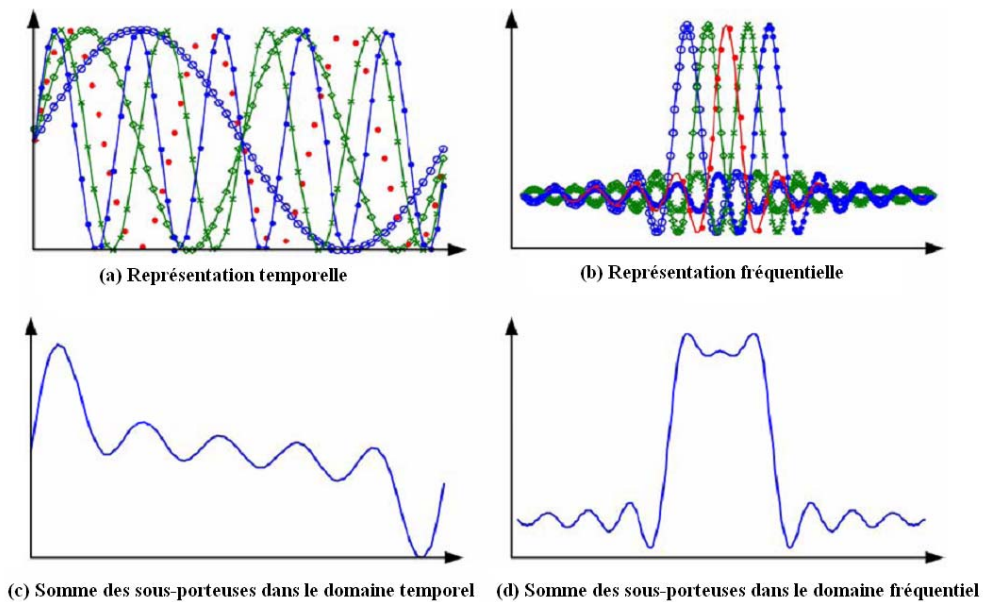 (a) Représentation temporelle
(b) Représentation fréquentielle
(c) Somme des sous-porteuses dans le domaine temporel
(d) Somme des sous-porteuses dans le domaine fréquentiel